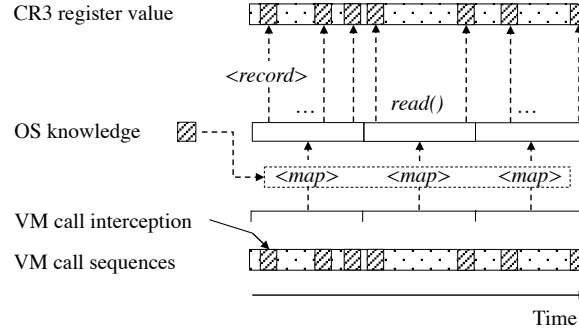 CR3 register value
<record>
... read() ...
OS knowledge
<map> <map> <map>
VM call interception
VM call sequences
Time